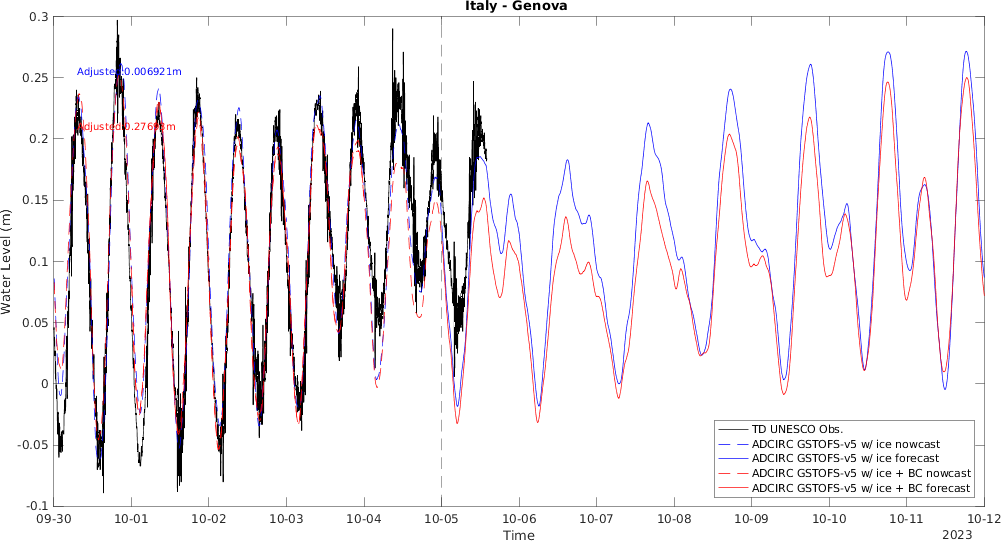 Italy - Genova
0.3
0.25
0.2
0.15
0.1
0.05
0
-0.05
-0.1
Water Level (m)
Adjusted 0.006921m
09-30 10-01 10-02 10-03 10-04 10-05 10-06 10-07 10-08 10-09 10-10 10-11 10-12
Time
2023
TD UNESCO Obs.
ADCIRC GSTOFS-v5 w/ ice nowcast
ADCIRC GSTOFS-v5 w/ ice forecast
ADCIRC GSTOFS-v5 w/ ice + BC nowcast
ADCIRC GSTOFS-v5 w/ ice + BC forecast